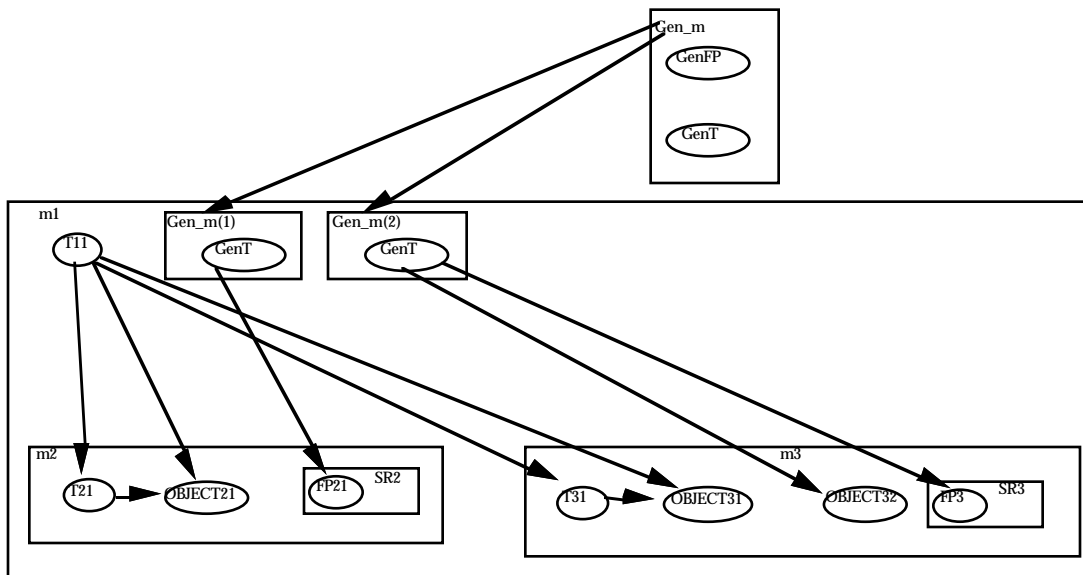 Gen_m
GenFP
GenT
m1
Gen_m(1)
Gen_m(2)
T11
GenT
GenT
m2
m3
T21
OBJECT21
FP21
SR2
T31
OBJECT31
OBJECT32
FP3
SR3